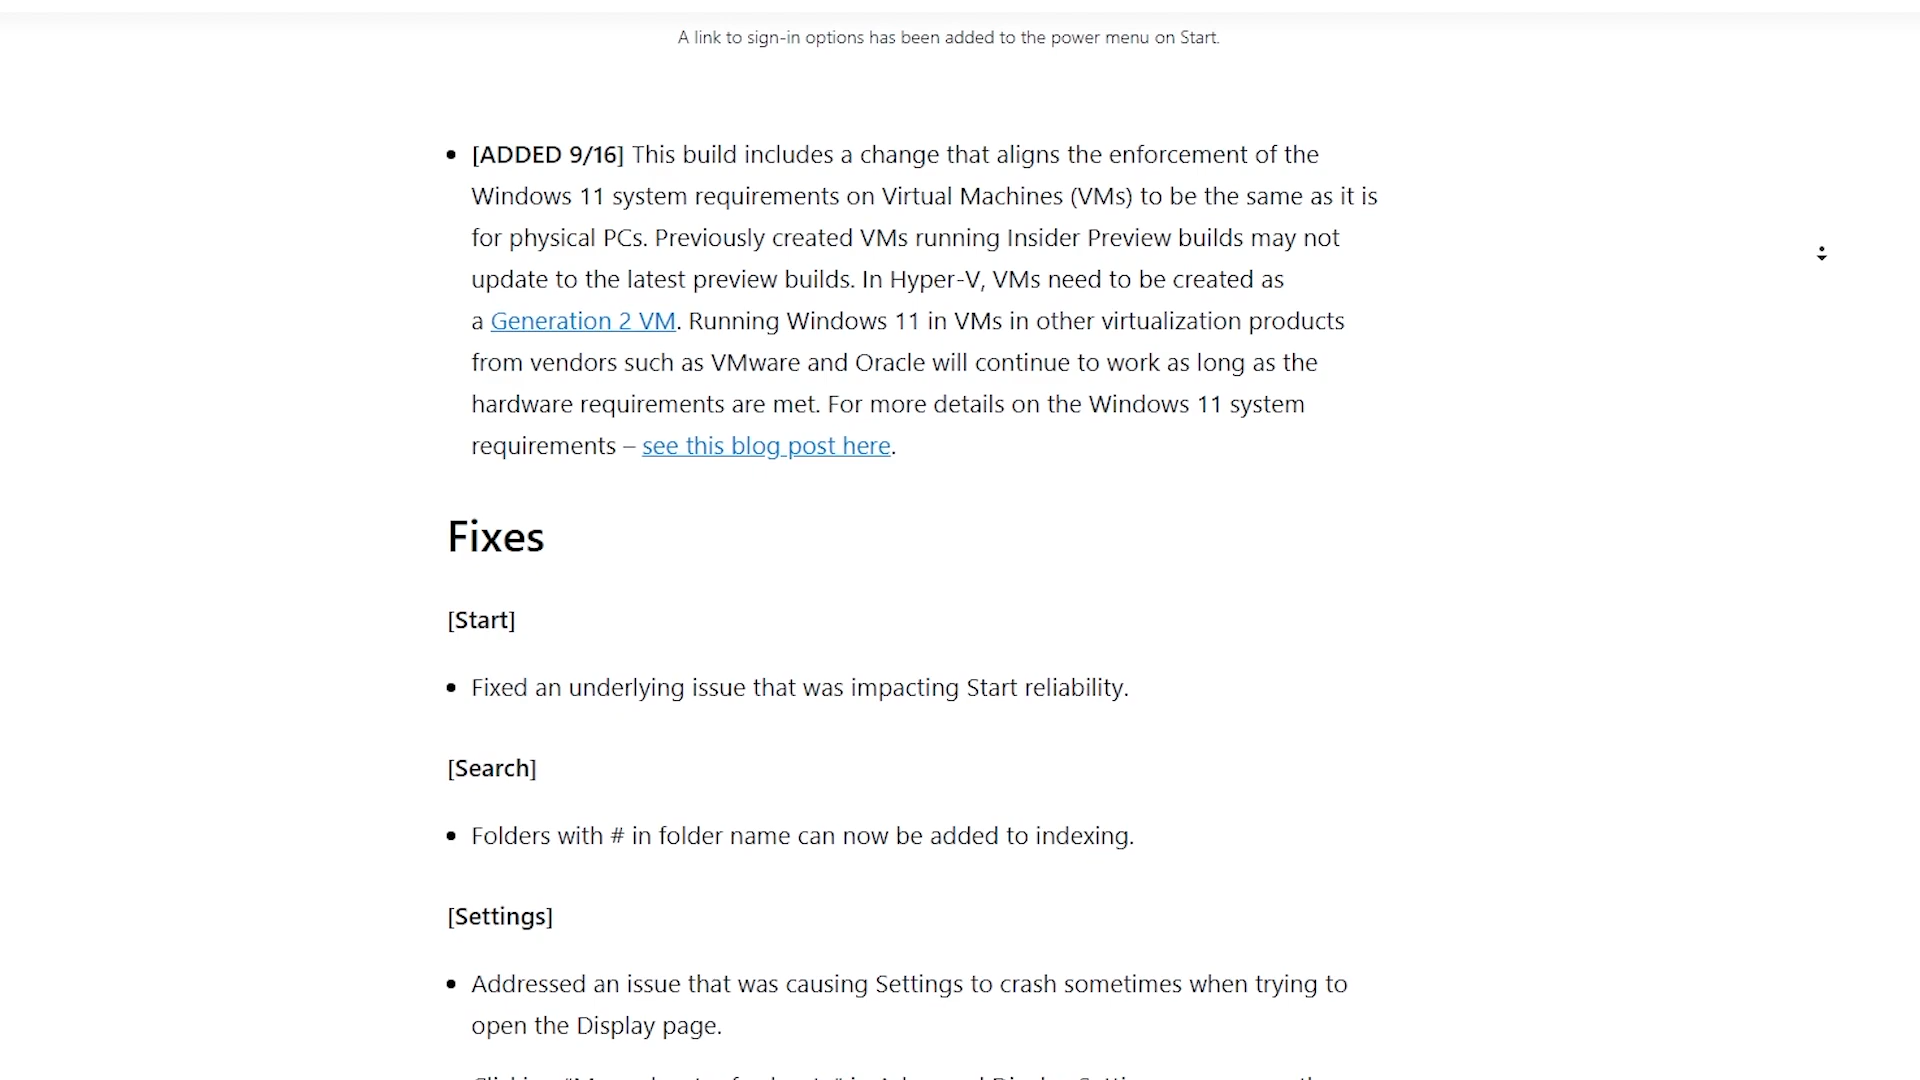 A link to sign-in options has been added to the power menu on Start.
• [ADDED 9/16] This build includes a change that aligns the enforcement of the
Windows 11 system requirements on Virtual Machines (VMs) to be the same as it is
for physical PCs. Previously created VMs running Insider Preview builds may not
update to the latest preview builds. In Hyper-V, VMs need to be created as
a Generation 2 VM. Running Windows 11 in VMs in other virtualization products
from vendors such as VMware and Oracle will continue to work as long as the
hardware requirements are met. For more details on the Windows 11 system
requirements – see this blog post here.
Fixes
[Start]
• Fixed an underlying issue that was impacting Start reliability.
[Search]
• Folders with # in folder name can now be added to indexing.
[Settings]
• Addressed an issue that was causing Settings to crash sometimes when trying to
open the Display page.